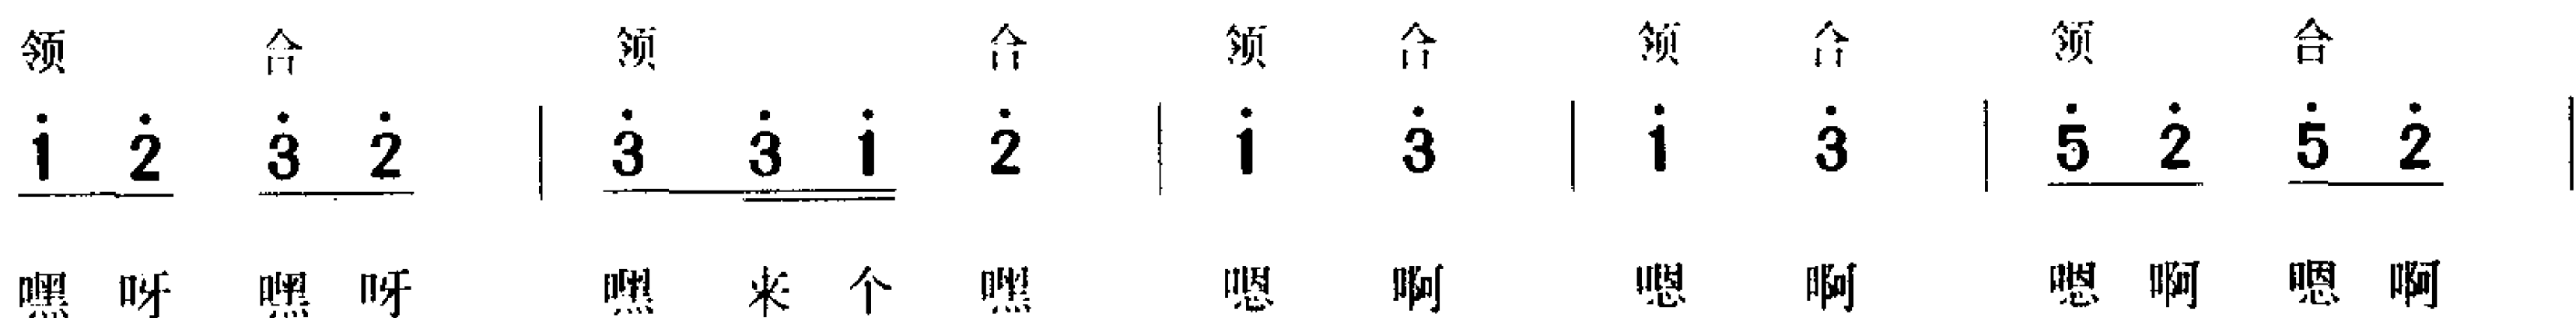 领 合 领 合 领 合 领 合 领 合
1̇ 2̇ 3̇ 2̇ | 3̇ 3̇ 1̇ 2̇ | 1̇ 3̇ | 1̇ 3̇ | 5̇ 2̇ 5̇ 2̇ |
嘿 呀 嘿 呀 嘿 来 个 嘿 嗯 啊 嗯 啊 嗯 啊 嗯 啊